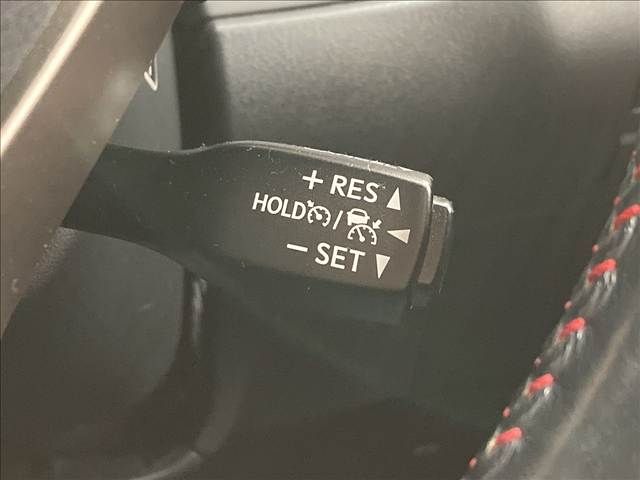 + RES
HOLD /
− SET